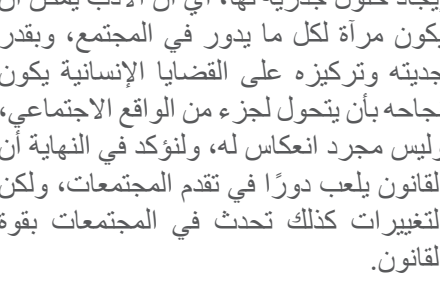 إيجاد حلول جذرية لها، أي أن الأدب يمكن أن
يكون مرآة لكل ما يدور في المجتمع، وبقدر
جديته وتركيزه على القضايا الإنسانية يكون
نجاحه بأن يتحول لجزء من الواقع الاجتماعي،
وليس مجرد انعكاس له، ولنؤكد في النهاية أن
القانون يلعب دورًا في تقدم المجتمعات، ولكن
التغييرات كذلك تحدث في المجتمعات بقوة
القانون.